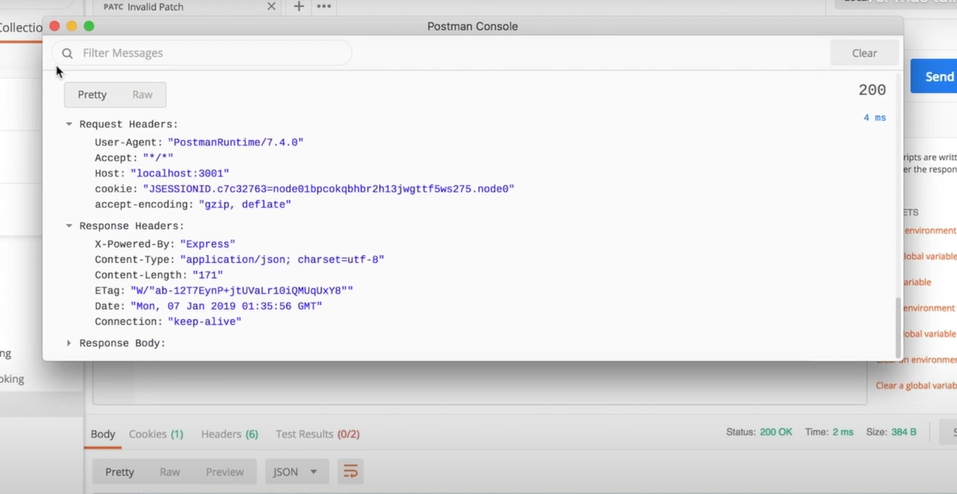 PATC Invalid Patch
Collectio
Postman Console
Filter Messages
Clear
Pretty Raw
200
4 ms
Send
Request Headers:
User-Agent: "PostmanRuntime/7.4.0"
Accept: "*/*"
Host: "localhost:3001"
cookie: "JSESSIONID.c7c32763=node01bpcokqbhbr2h13jwgttf5ws275.node0"
accept-encoding: "gzip, deflate"
Response Headers:
X-Powered-By: "Express"
Content-Type: "application/json; charset=utf-8"
Content-Length: "171"
ETag: "W/"ab-12T7EynP+jtUVaLr10iQMUqUxY8""
Date: "Mon, 07 Jan 2019 01:35:56 GMT"
Connection: "keep-alive"
Response Body:
ripts are writt
er the respon
ETS
environment
lobal variable
ariable
environment
obal variable
an environme
Clear a global variab
ng
oking
Body Cookies (1) Headers (6) Test Results (0/2)
Status: 200 OK Time: 2 ms Size: 384 B
Pretty Raw Preview JSON